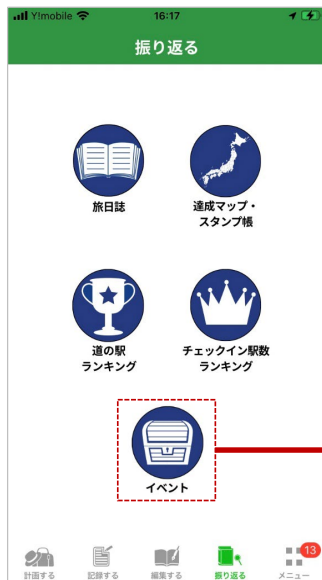 Y!mobile 16:17
振り返る
旅日誌
達成マップ・
スタンプ帳
道の駅
ランキング
チェックイン駅数
ランキング
イベント
13
計画する 記録する 編集する 振り返る メニュー